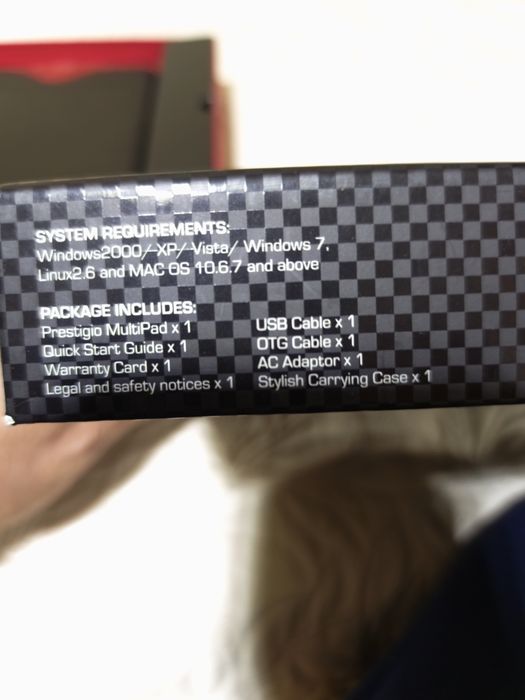 SYSTEM REQUIREMENTS:
Windows2000/ XP/ Vista/ Windows 7,
Linux2.6 and MAC OS 10.6.7 and above
PACKAGE INCLUDES:
Prestigio MultiPad x 1
Quick Start Guide x 1
Warranty Card x 1
Legal and safety notices x 1
USB Cable x 1
OTG Cable x 1
AC Adaptor x 1
Stylish Carrying Case x 1